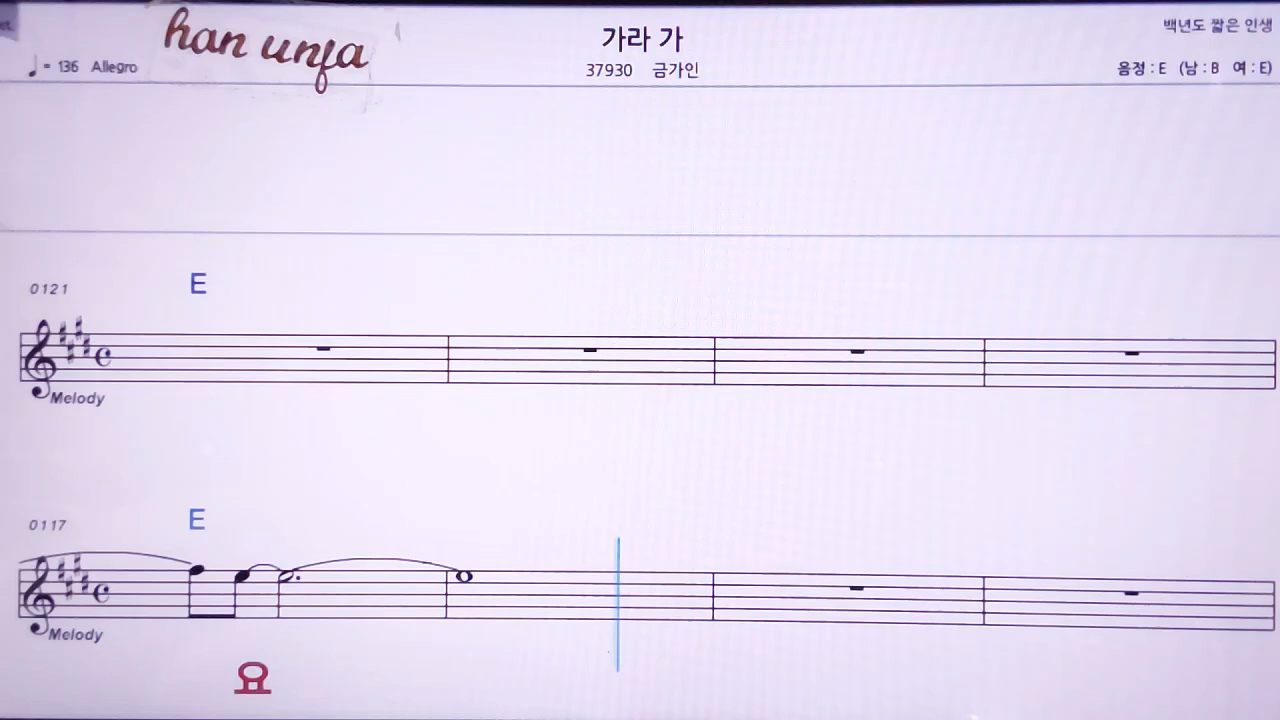 han unfa
♩= 136 Allegro
가라 가
37930 금가인
백년도 짧은 인생
음정 : E (남 : B 여 : E)
0121
E
Melody
0117
E
Melody
요